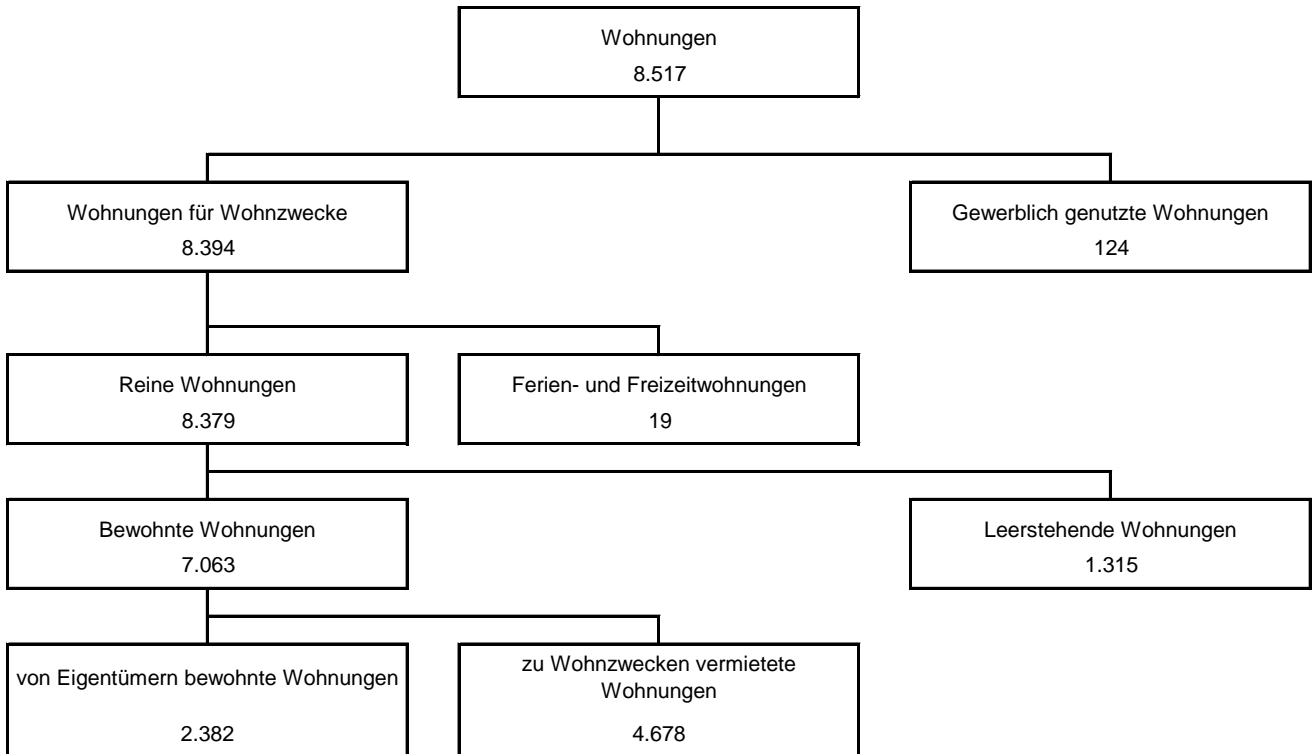 Wohnungen
8.517
Wohnungen für Wohnzwecke
8.394
Gewerblich genutzte Wohnungen
124
Reine Wohnungen
8.379
Ferien- und Freizeitwohnungen
19
Bewohnte Wohnungen
7.063
Leerstehende Wohnungen
1.315
von Eigentümern bewohnte Wohnungen
2.382
zu Wohnzwecken vermietete
Wohnungen
4.678